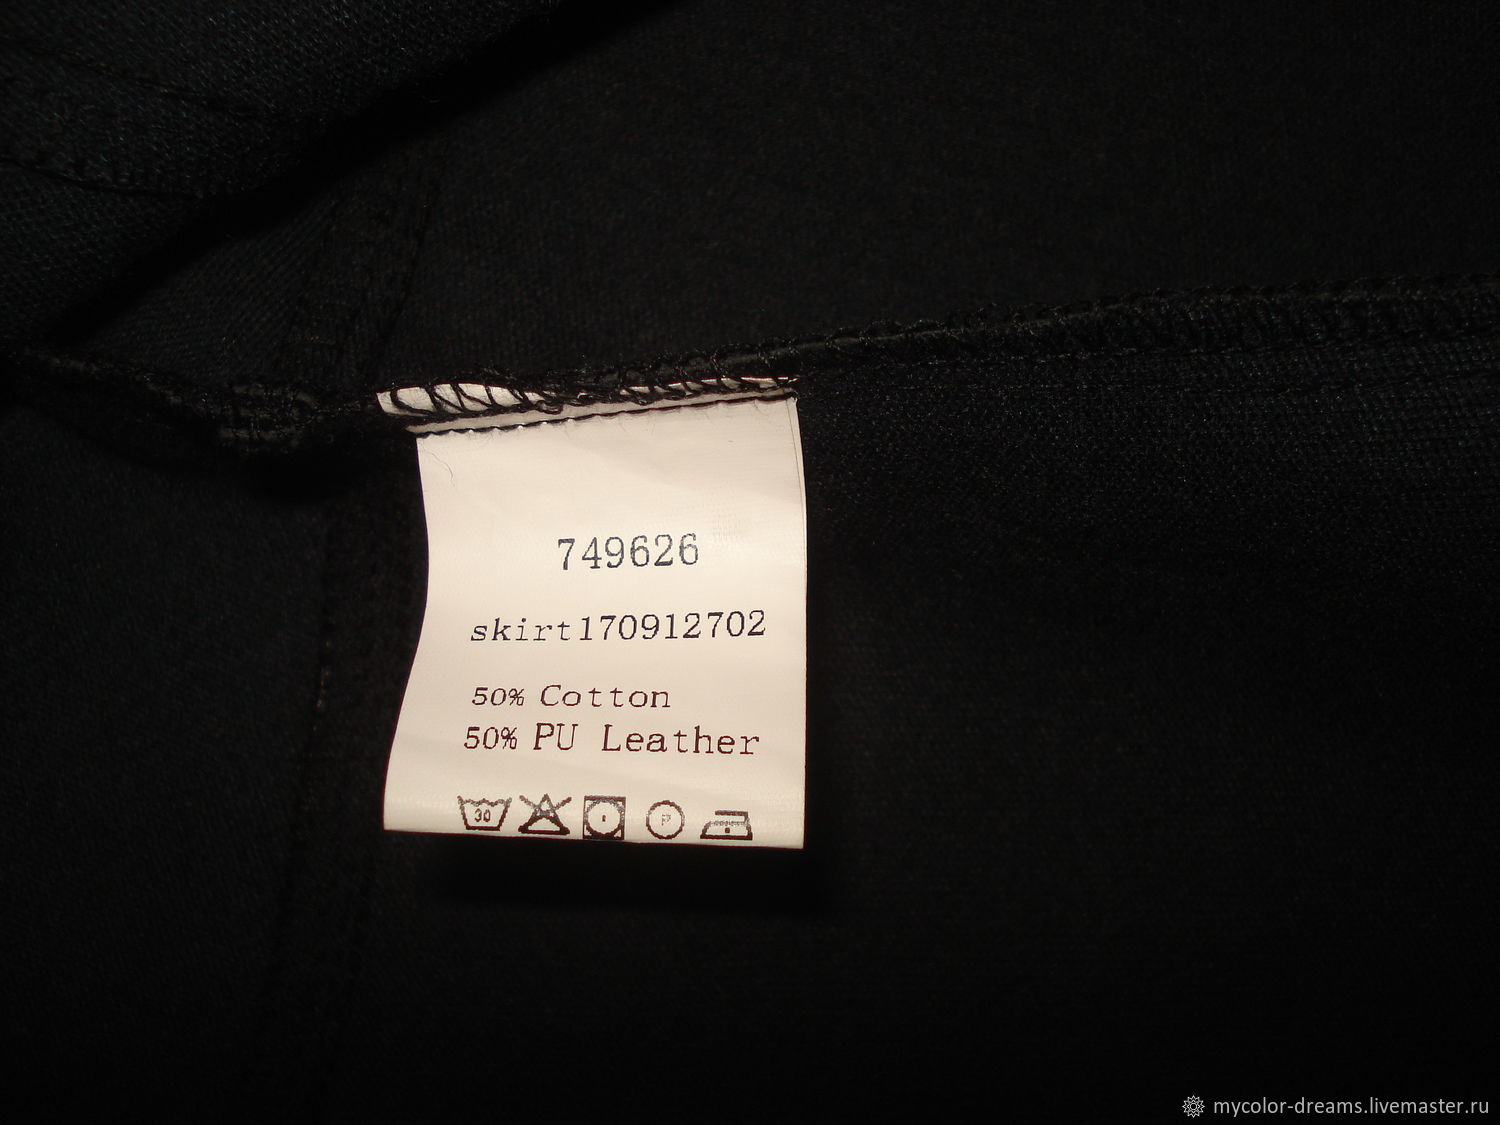 749626
skirt170912702
50% Cotton
50% PU Leather
30
P
mycolor-dreams.livemaster.ru